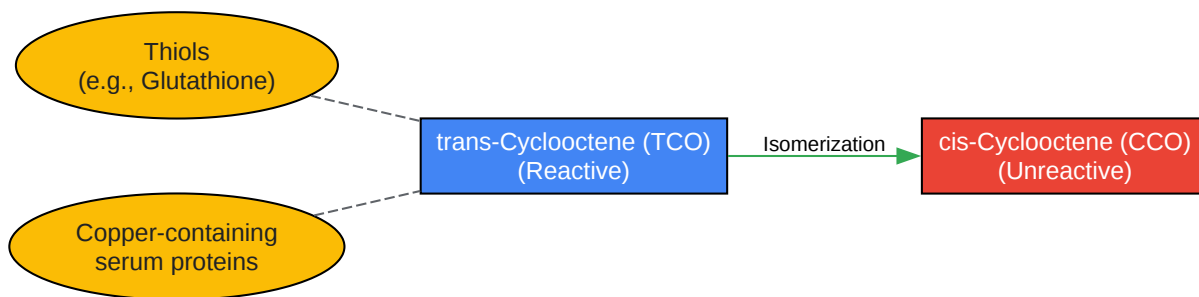 Thiols
(e.g., Glutathione)
trans-Cyclooctene (TCO)
(Reactive)
Isomerization
cis-Cyclooctene (CCO)
(Unreactive)
Copper-containing
serum proteins